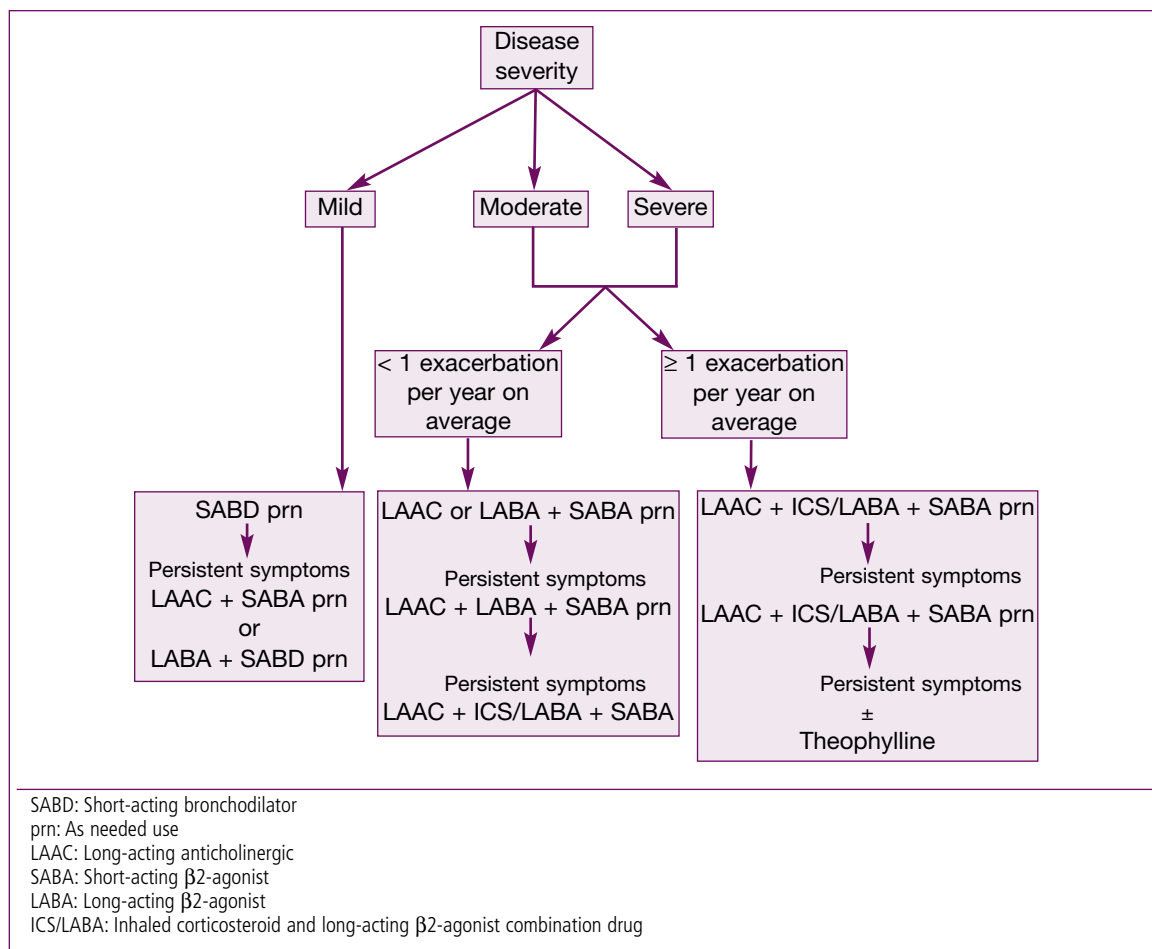 Disease
severity
Mild
Moderate
Severe
< 1 exacerbation
per year on
average
≥ 1 exacerbation
per year on
average
SABD prn
Persistent symptoms
LAAC + SABA prn
or
LABA + SABD prn
LAAC or LABA + SABA prn
Persistent symptoms
LAAC + LABA + SABA prn
Persistent symptoms
LAAC + ICS/LABA + SABA
LAAC + ICS/LABA + SABA prn
Persistent symptoms
LAAC + ICS/LABA + SABA prn
Persistent symptoms
±
Theophylline
SABD: Short-acting bronchodilator
prn: As needed use
LAAC: Long-acting anticholinergic
SABA: Short-acting β2-agonist
LABA: Long-acting β2-agonist
ICS/LABA: Inhaled corticosteroid and long-acting β2-agonist combination drug